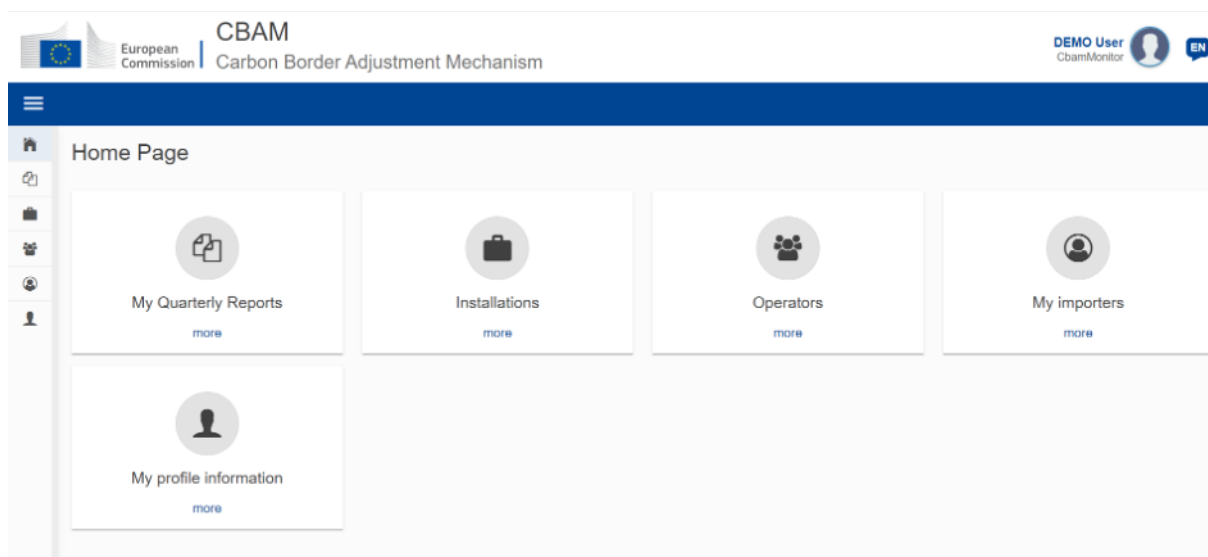 CBAM
European
Commission
Carbon Border Adjustment Mechanism
DEMO User
CbamMonitor
EN
Home Page
My Quarterly Reports
Installations
Operators
My importers
more
more
more
more
My profile information
more